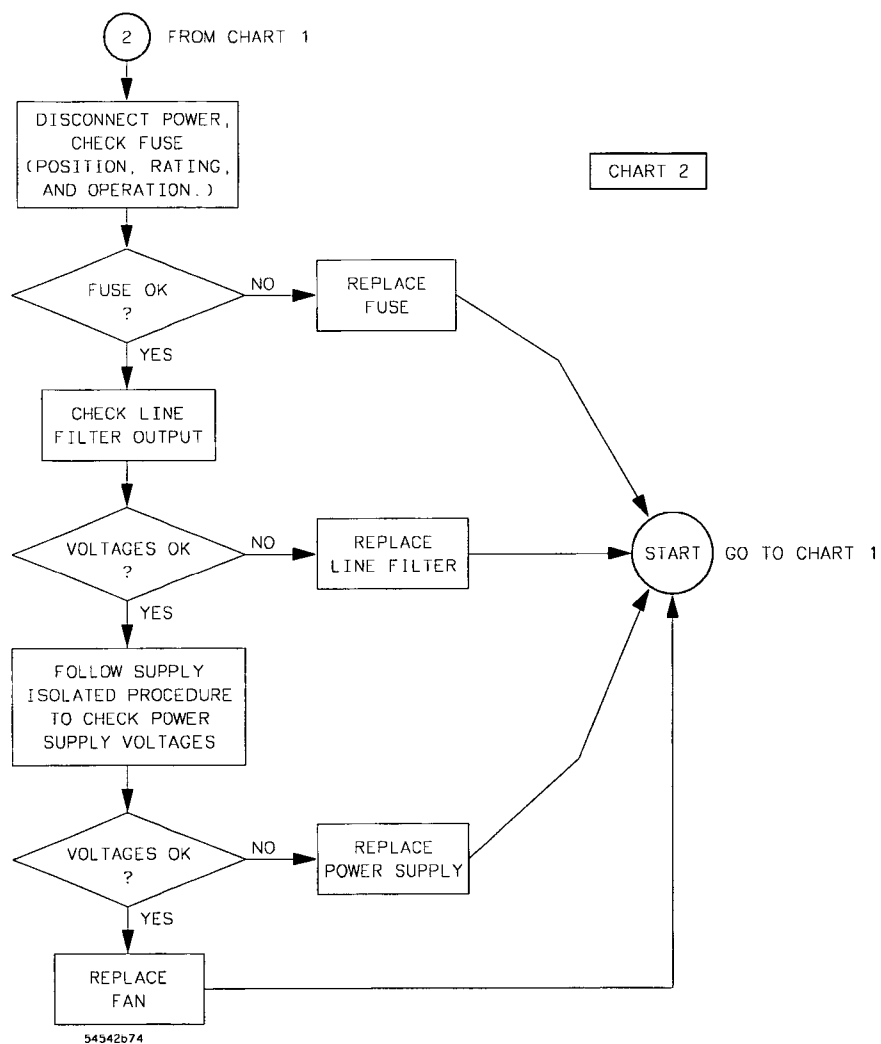 2 FROM CHART 1
DISCONNECT POWER,
CHECK FUSE
(POSITION, RATING,
AND OPERATION.)
CHART 2
FUSE OK
?
NO
REPLACE
FUSE
YES
CHECK LINE
FILTER OUTPUT
VOLTAGES OK
?
NO
REPLACE
LINE FILTER
START GO TO CHART 1
YES
FOLLOW SUPPLY
ISOLATED PROCEDURE
TO CHECK POWER
SUPPLY VOLTAGES
VOLTAGES OK
?
NO
REPLACE
POWER SUPPLY
YES
REPLACE
FAN
54542b74